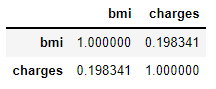 bmi charges
bmi 1.000000 0.198341
charges 0.198341 1.000000